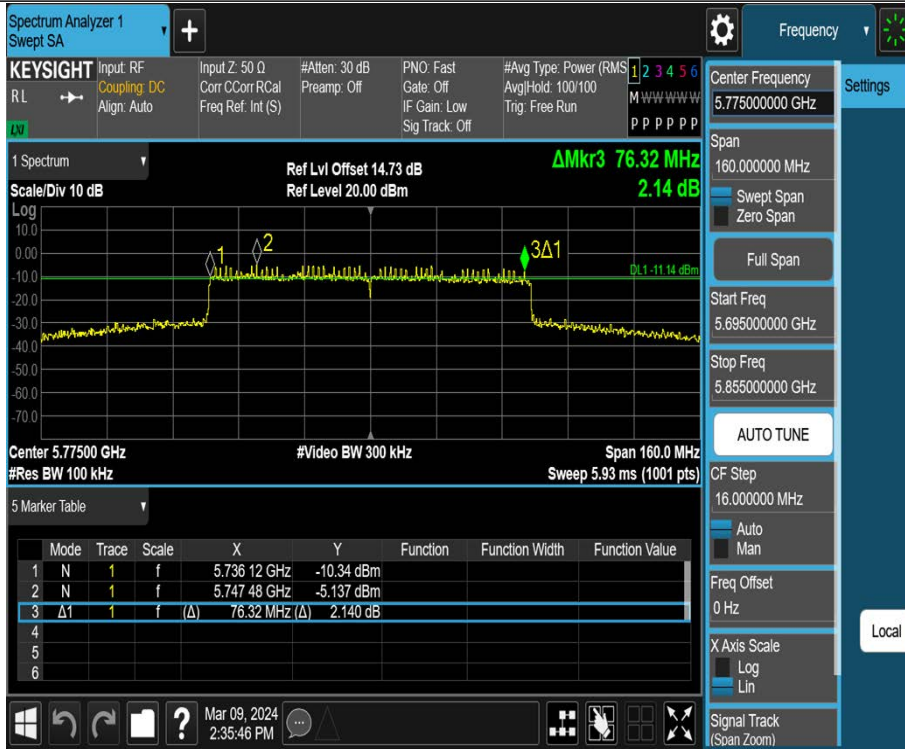 Spectrum Analyzer 1
Swept SA
+
Frequency
KEYSIGHT
RL
LXI
Input: RF
Coupling: DC
Align: Auto
Input Z: 50 Ω
Corr CCorr RCal
Freq Ref: Int (S)
#Atten: 30 dB
Preamp: Off
PNO: Fast
Gate: Off
IF Gain: Low
Sig Track: Off
#Avg Type: Power (RMS
Avg|Hold: 100/100
Trig: Free Run
1 2 3 4 5 6
M W W W W W
P P P P P P
Settings
Center Frequency
5.775000000 GHz
Span
160.000000 MHz
Swept Span
Zero Span
Full Span
Start Freq
5.695000000 GHz
Stop Freq
5.855000000 GHz
AUTO TUNE
CF Step
16.000000 MHz
Auto
Man
Freq Offset
0 Hz
X Axis Scale
Log
Lin
Signal Track
(Span Zoom)
Local
1 Spectrum
Scale/Div 10 dB
Ref Lvl Offset 14.73 dB
Ref Level 20.00 dBm
ΔMkr3 76.32 MHz
2.14 dB
Log
10.0
0.00
-10.0
-20.0
-30.0
-40.0
-50.0
-60.0
-70.0
1
2
3Δ1
DL1 -11.14 dBm
Center 5.77500 GHz
#Res BW 100 kHz
#Video BW 300 kHz
Span 160.0 MHz
Sweep 5.93 ms (1001 pts)
5 Marker Table
Mode Trace Scale X Y Function Function Width Function Value
1 N 1 f 5.736 12 GHz -10.34 dBm
2 N 1 f 5.747 48 GHz -5.137 dBm
3 Δ1 1 f (Δ) 76.32 MHz (Δ) 2.140 dB
4
5
6
?
Mar 09, 2024
2:35:46 PM